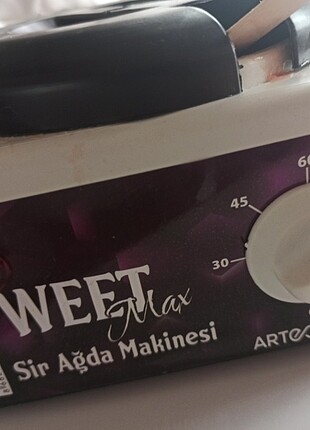 60
45
30
WEET
Max
Sir Ağda Makinesi
ARTE